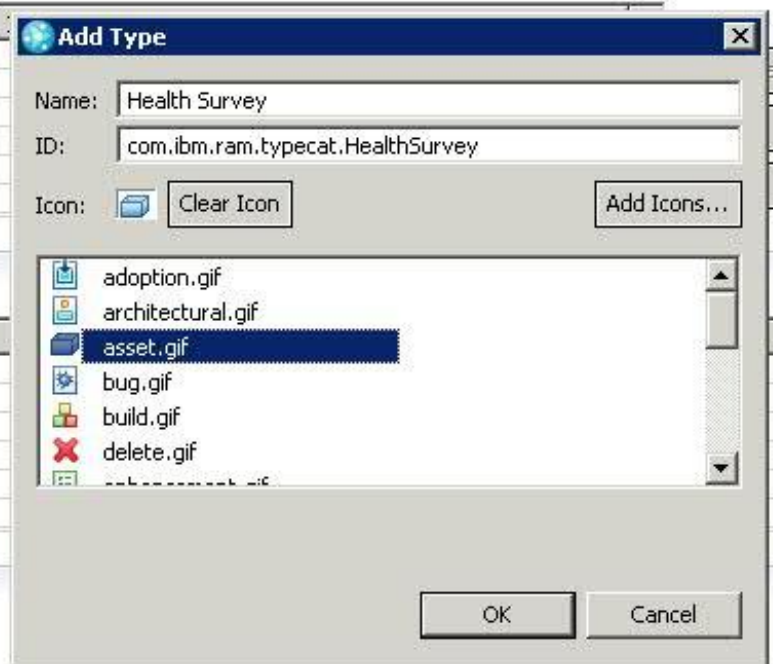 Add Type
Name: Health Survey
ID: com.ibm.ram.typecat.HealthSurvey
Icon: Clear Icon Add Icons...
adoption.gif
architectural.gif
asset.gif
bug.gif
build.gif
delete.gif
OK Cancel